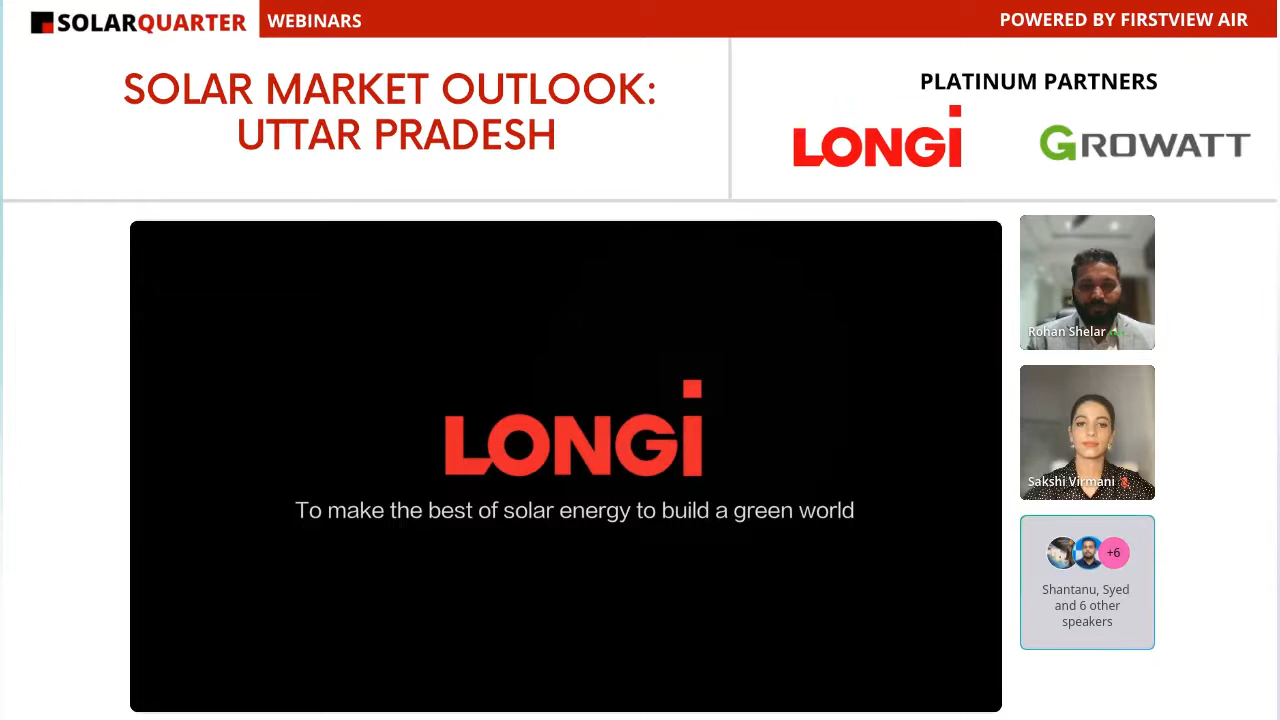 SOLARQUARTER WEBINARS
POWERED BY FIRSTVIEW AIR
SOLAR MARKET OUTLOOK:
UTTAR PRADESH
PLATINUM PARTNERS
LONGi
GROWATT
LONGi
To make the best of solar energy to build a green world
Rohan Shelar
Sakshi Virmani
+6
Shantanu, Syed
and 6 other
speakers